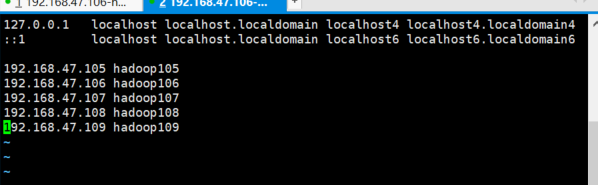 1 192.168.47.106-h...
2 192.168.47.106-...
127.0.0.1 localhost localhost.localdomain localhost4 localhost4.localdomain4
::1 localhost localhost.localdomain localhost6 localhost6.localdomain6
192.168.47.105 hadoop105
192.168.47.106 hadoop106
192.168.47.107 hadoop107
192.168.47.108 hadoop108
192.168.47.109 hadoop109
~
~
~